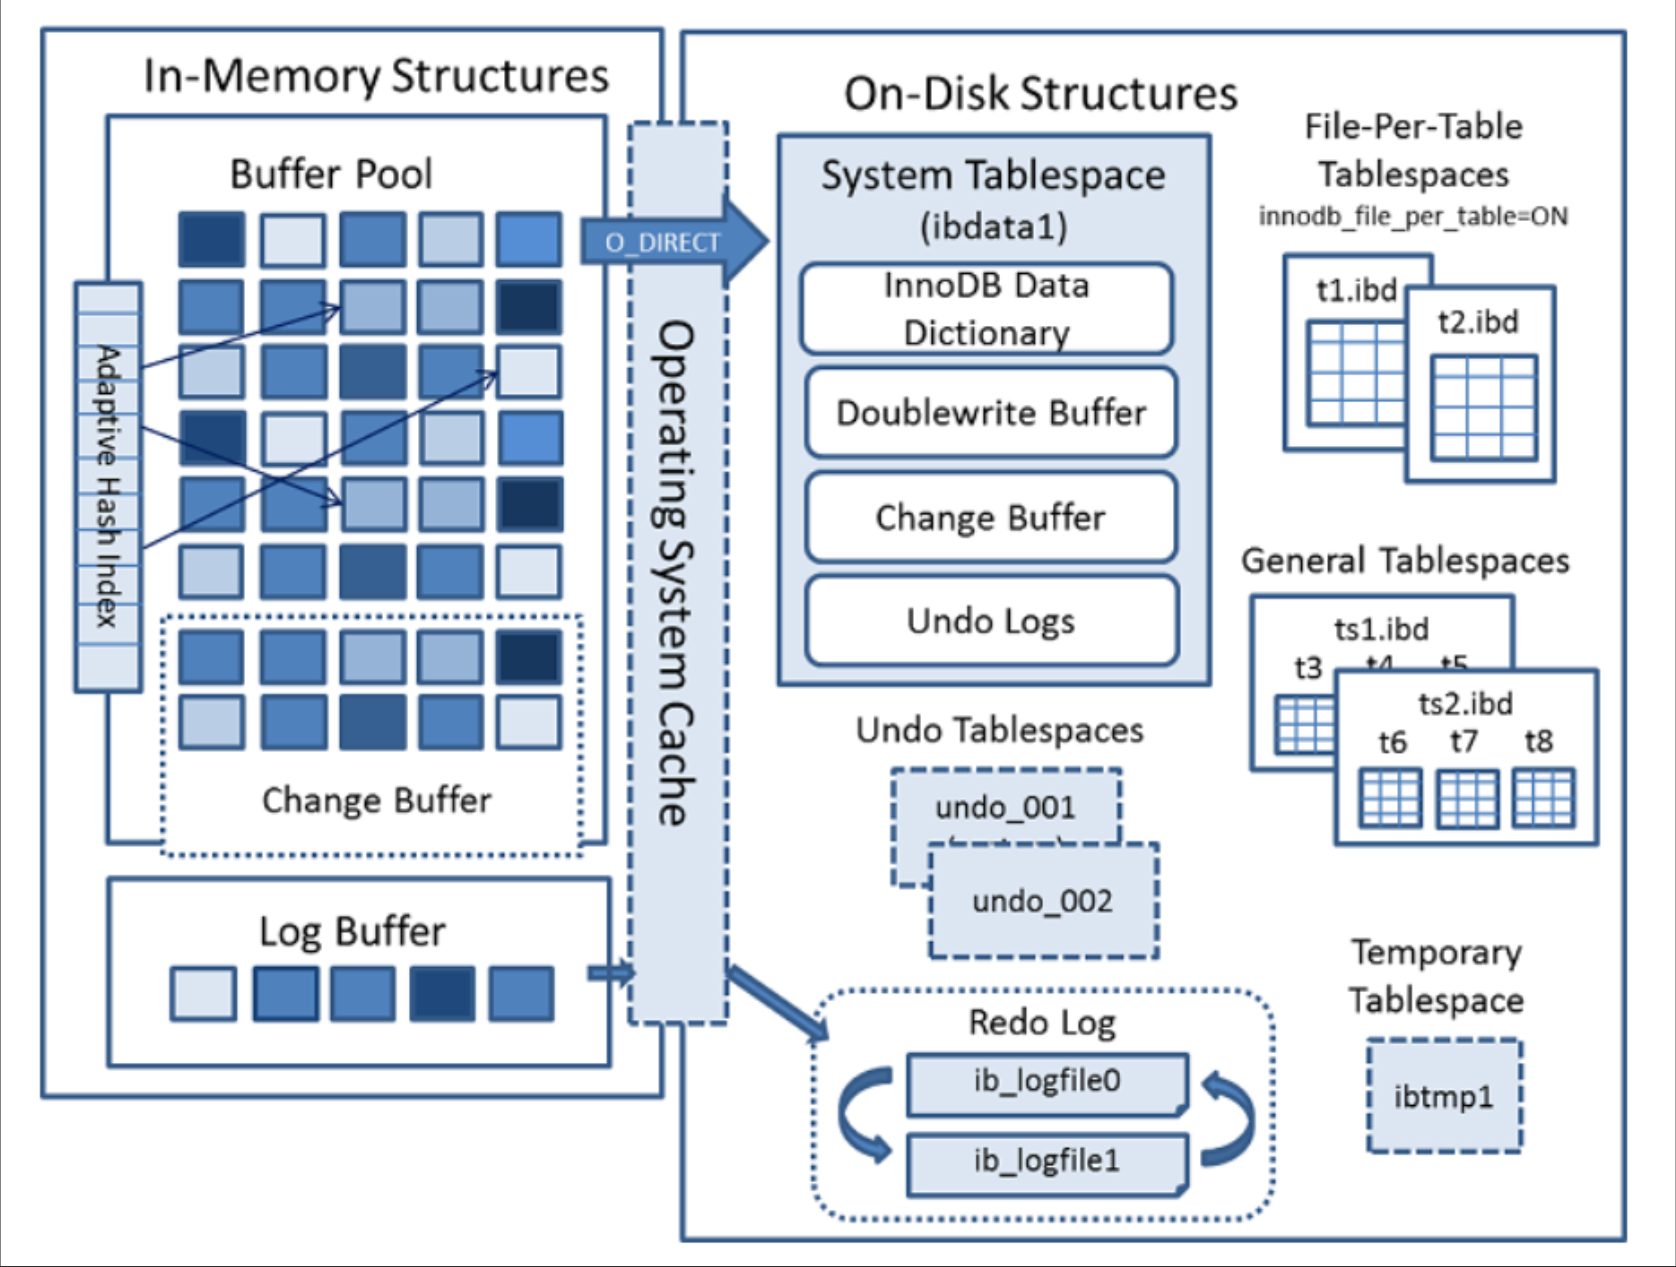 In-Memory Structures
Buffer Pool
Adaptive Hash Index
Change Buffer
Log Buffer
Operating System Cache
O_DIRECT
On-Disk Structures
System Tablespace
(ibdata1)
InnoDB Data
Dictionary
Doublewrite Buffer
Change Buffer
Undo Logs
Undo Tablespaces
undo_001
undo_002
Redo Log
ib_logfile0
ib_logfile1
File-Per-Table
Tablespaces
innodb_file_per_table=ON
t1.ibd
t2.ibd
General Tablespaces
ts1.ibd
t3 t4 t5
ts2.ibd
t6 t7 t8
Temporary
Tablespace
ibtmp1